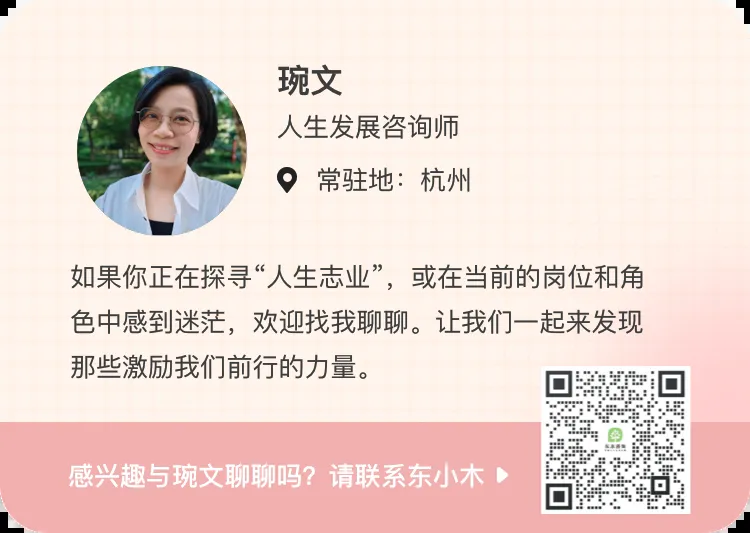 琬文
人生发展咨询师
常驻地：杭州
如果你正在探寻“人生志业”，或在当前的岗位和角
色中感到迷茫，欢迎找我聊聊。让我们一起来发现
那些激励我们前行的力量。
感兴趣与琬文聊聊吗？请联系东小木